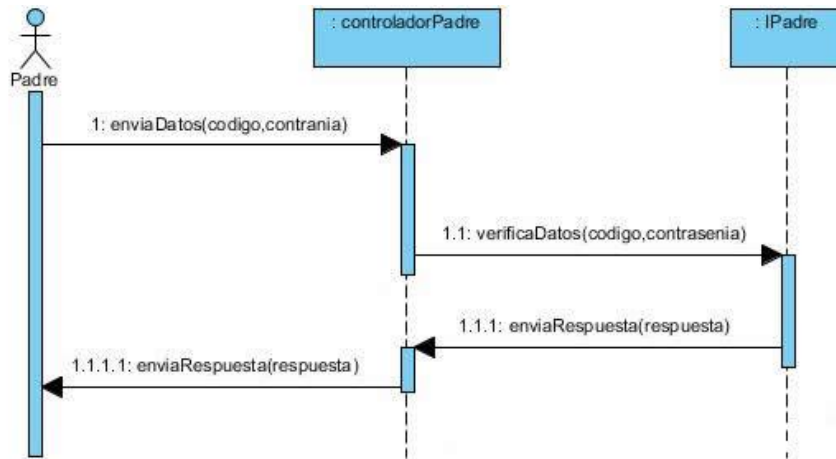 : controladorPadre
: IPadre
Padre
1: enviaDatos(codigo,contrania)
1.1: verificaDatos(codigo,contrasenia)
1.1.1: enviaRespuesta(respuesta)
1.1.1.1: enviaRespuesta(respuesta)